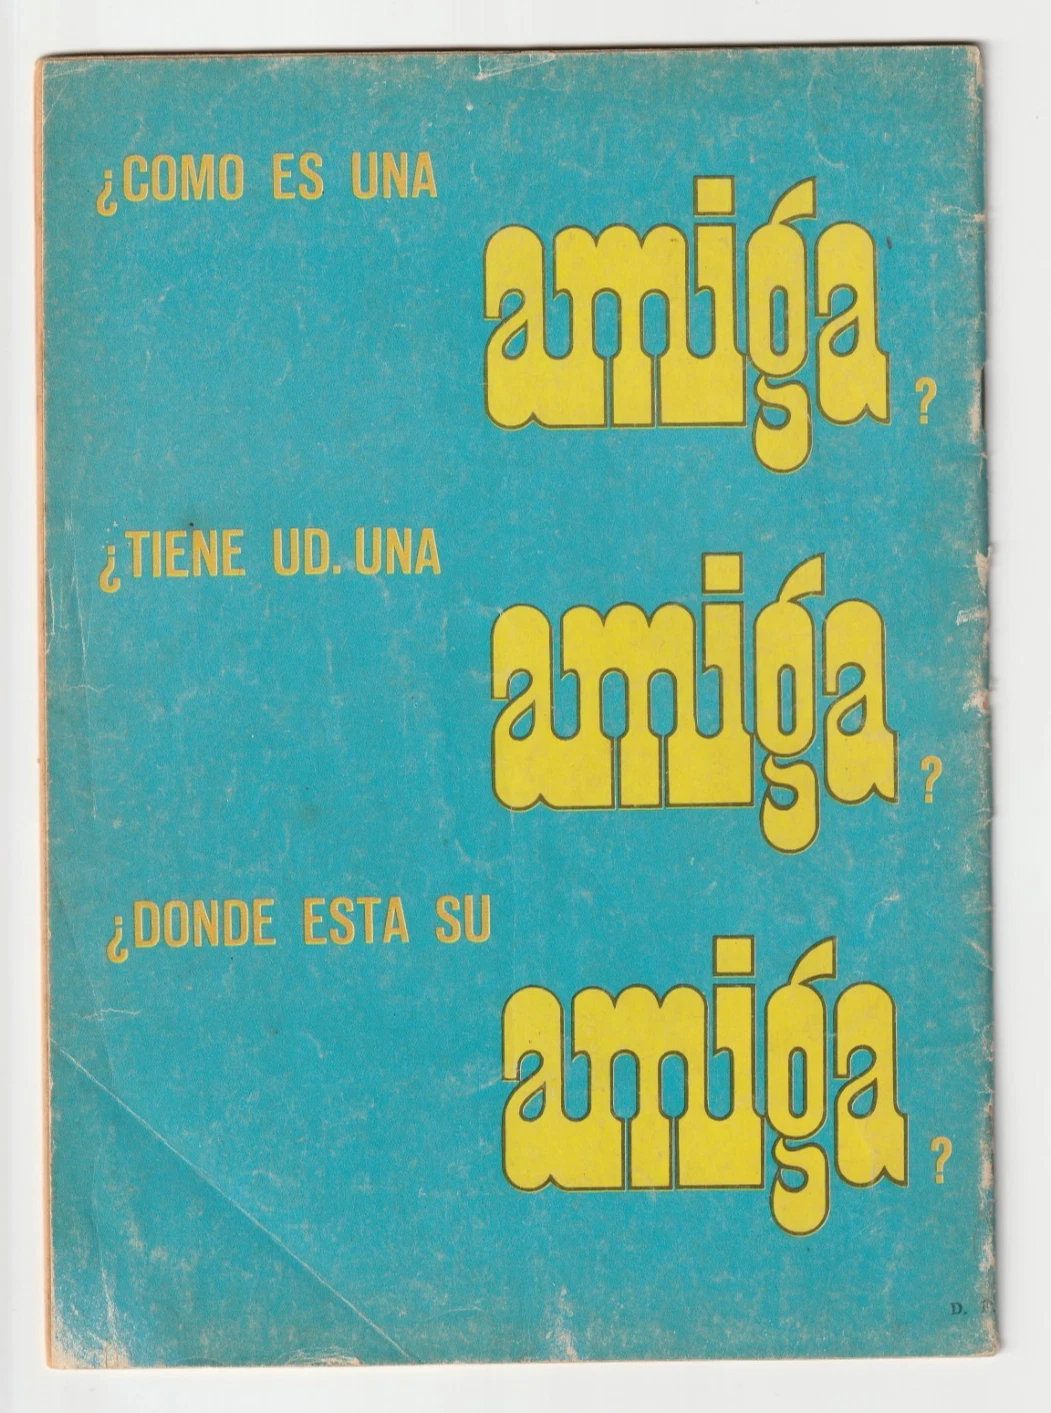 ¿COMO ES UNA
amiga?
¿TIENE UD. UNA
amiga?
¿DONDE ESTA SU
amiga?
D.